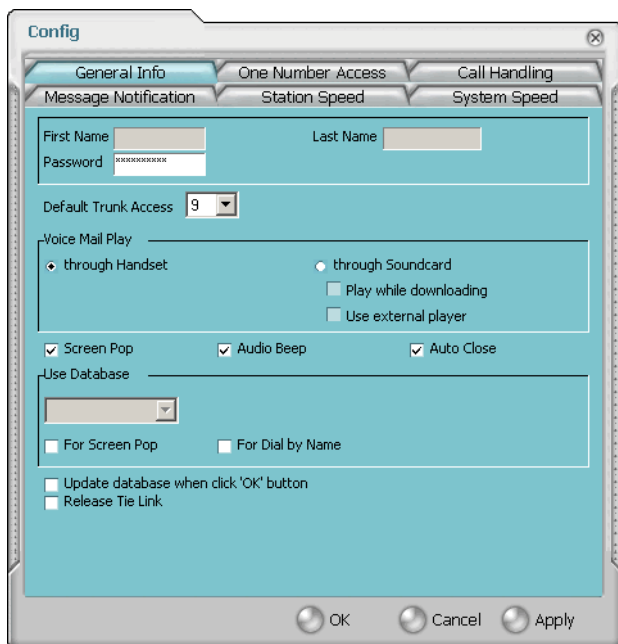 Config
General Info One Number Access Call Handling
Message Notification Station Speed System Speed
First Name Last Name
Password **********
Default Trunk Access 9
Voice Mail Play
through Handset through Soundcard
Play while downloading
Use external player
Screen Pop Audio Beep Auto Close
Use Database
For Screen Pop For Dial by Name
Update database when click 'OK' button
Release Tie Link
OK Cancel Apply